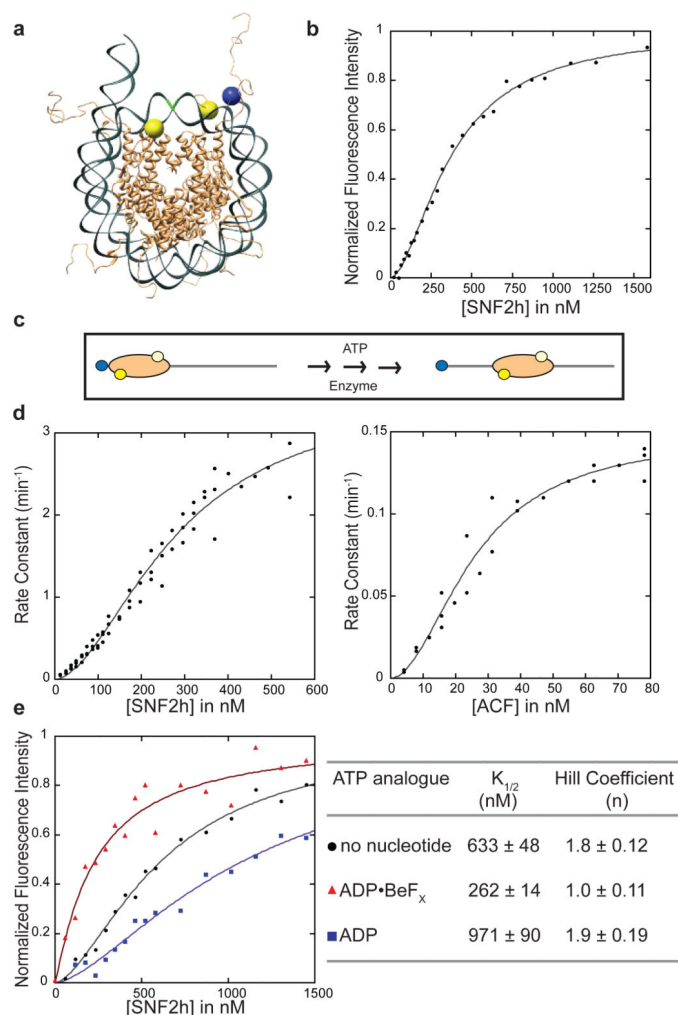 a
b
Normalized Fluorescence Intensity
1
0.8
0.6
0.4
0.2
0
250 500 750 1000 1250 1500
[SNF2h] in nM
c
ATP
Enzyme
d
Rate Constant (min⁻¹)
3
2
1
0
0 100 200 300 400 500 600
[SNF2h] in nM
Rate Constant (min⁻¹)
0.15
0.1
0.05
0
0 10 20 30 40 50 60 70 80
[ACF] in nM
e
Normalized Fluorescence Intensity
1
0.8
0.6
0.4
0.2
0
0 500 1000 1500
[SNF2h] in nM
ATP analogue K1/2 Hill Coefficient
(nM) (n)
no nucleotide 633 ± 48 1.8 ± 0.12
ADP•BeFx 262 ± 14 1.0 ± 0.11
ADP 971 ± 90 1.9 ± 0.19